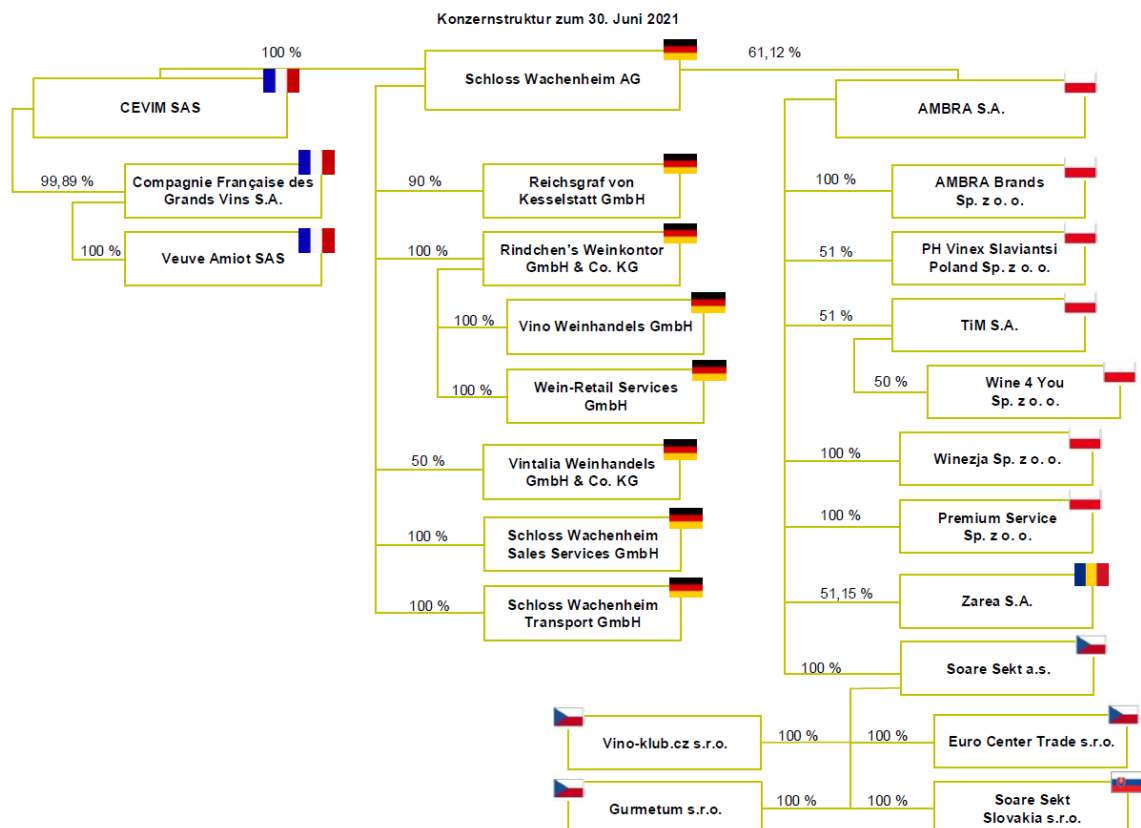 Konzernstruktur zum 30. Juni 2021
100 %
Schloss Wachenheim AG
61,12 %
CEVIM SAS
AMBRA S.A.
99,89 %
Compagnie Française des
Grands Vins S.A.
100 %
Veuve Amiot SAS
90 %
Reichsgraf von
Kesselstatt GmbH
100 %
Rindchen's Weinkontor
GmbH & Co. KG
100 %
Vino Weinhandels GmbH
100 %
Wein-Retail Services
GmbH
50 %
Vintalia Weinhandels
GmbH & Co. KG
100 %
Schloss Wachenheim
Sales Services GmbH
100 %
Schloss Wachenheim
Transport GmbH
100 %
AMBRA Brands
Sp. z o. o.
51 %
PH Vinex Slaviantsi
Poland Sp. z o. o.
51 %
TiM S.A.
50 %
Wine 4 You
Sp. z o. o.
100 %
Winezja Sp. z o. o.
100 %
Premium Service
Sp. z o. o.
51,15 %
Zarea S.A.
100 %
Soare Sekt a.s.
Vino-klub.cz s.r.o.
100 %
100 %
Euro Center Trade s.r.o.
Gurmetum s.r.o.
100 %
100 %
Soare Sekt
Slovakia s.r.o.